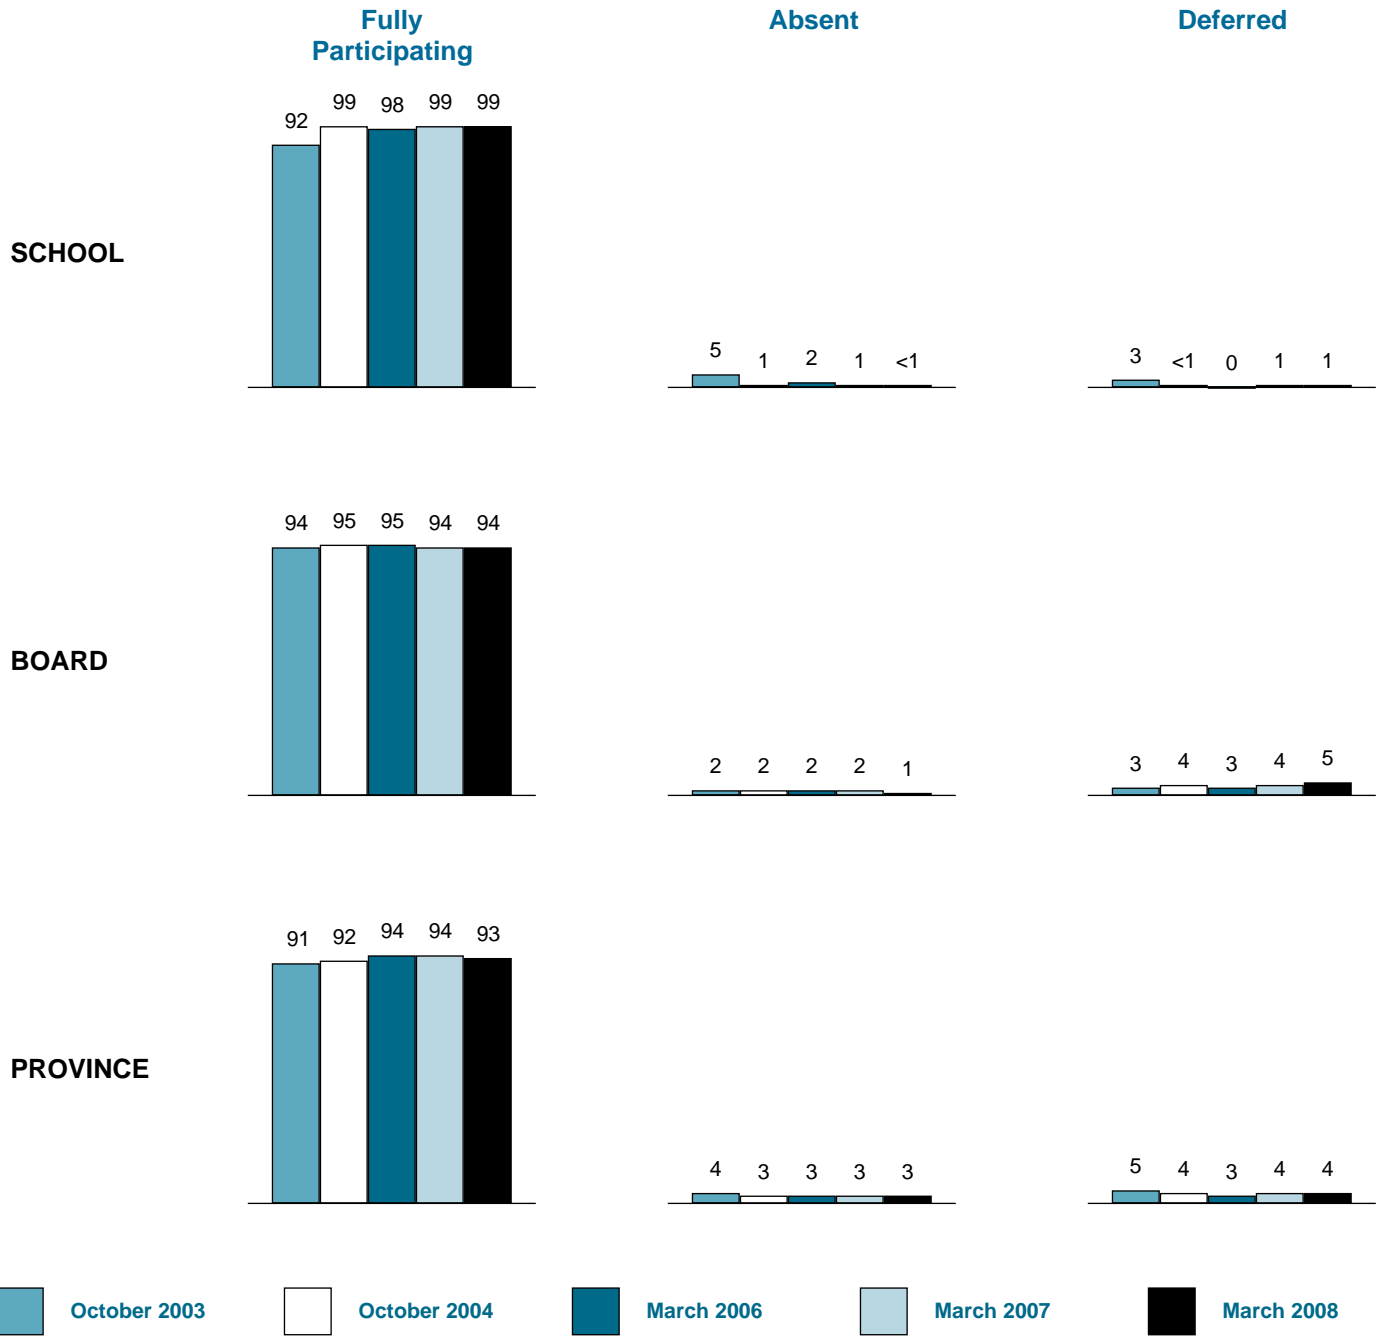 Fully
Participating
Absent
Deferred
SCHOOL
92 99 98 99 99
5 1 2 1 <1
3 <1 0 1 1
BOARD
94 95 95 94 94
2 2 2 2 1
3 4 3 4 5
PROVINCE
91 92 94 94 93
4 3 3 3 3
5 4 3 4 4
October 2003
October 2004
March 2006
March 2007
March 2008